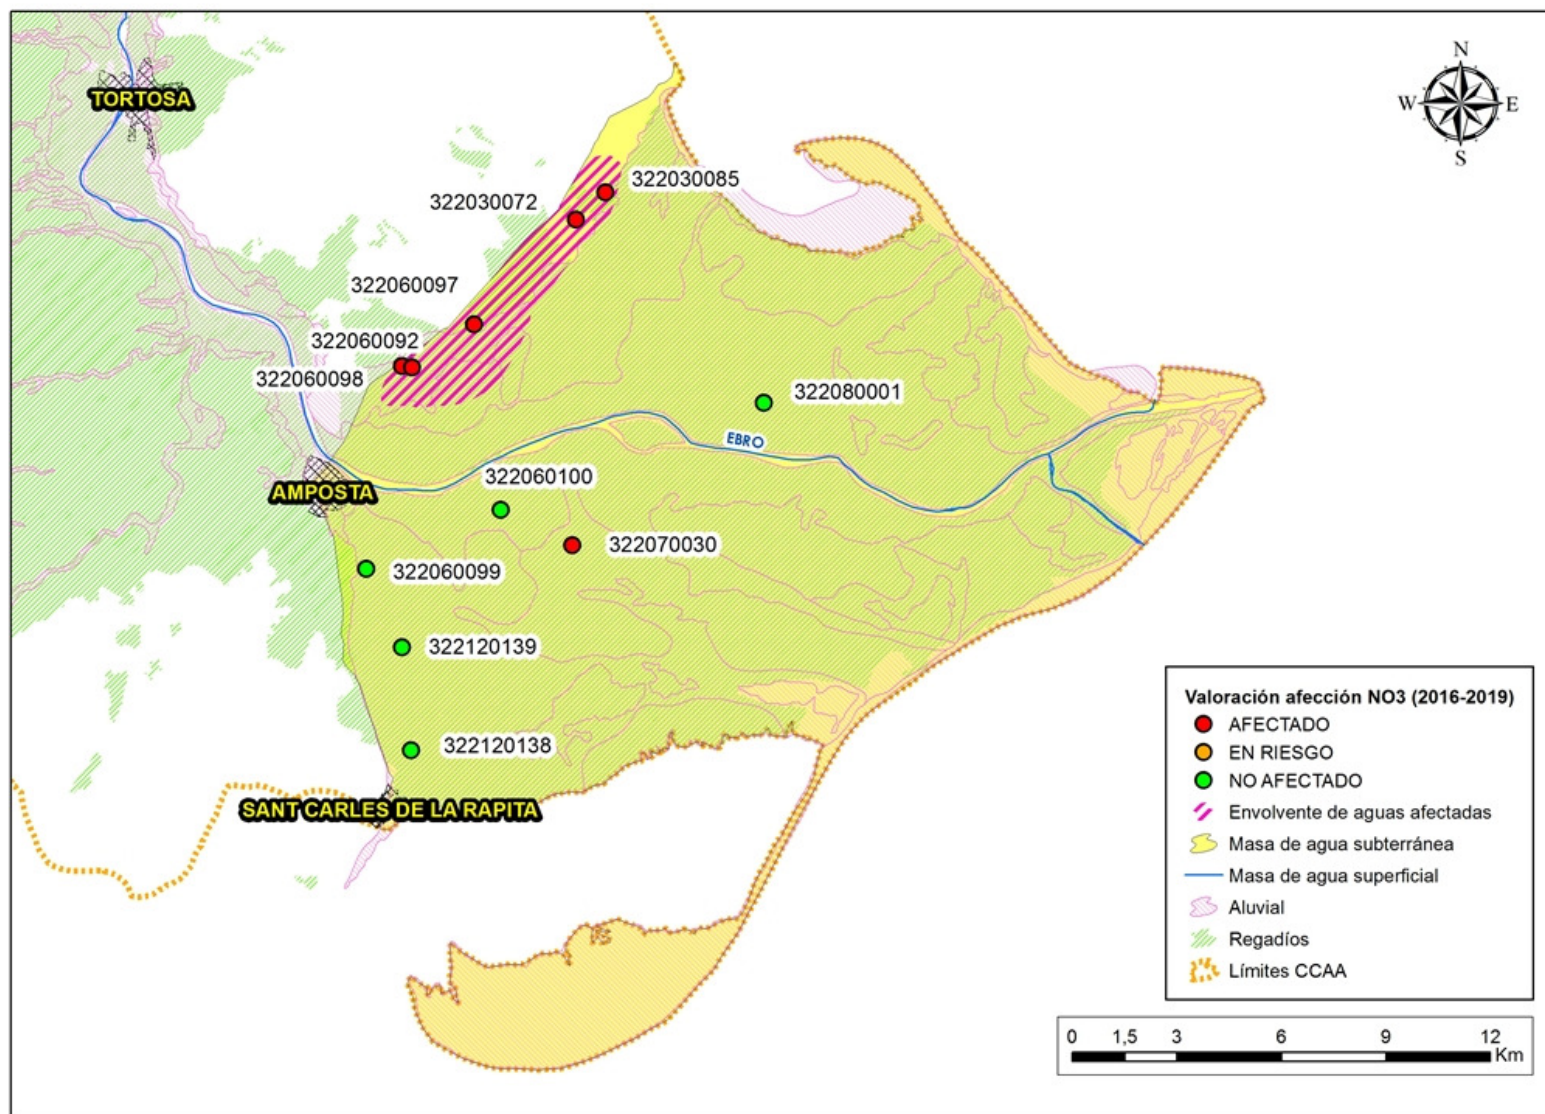 N
W E
S
TORTOSA
322030085
322030072
322060097
322060092
322060098
322080001
EBRO
322060100
AMPOSTA
322070030
322060099
322120139
322120138
SANT CARLES DE LA RAPITA
Valoración afección NO3 (2016-2019)
AFECTADO
EN RIESGO
NO AFECTADO
Envolvente de aguas afectadas
Masa de agua subterránea
Masa de agua superficial
Aluvial
Regadíos
Límites CCAA
0 1,5 3 6 9 12
Km